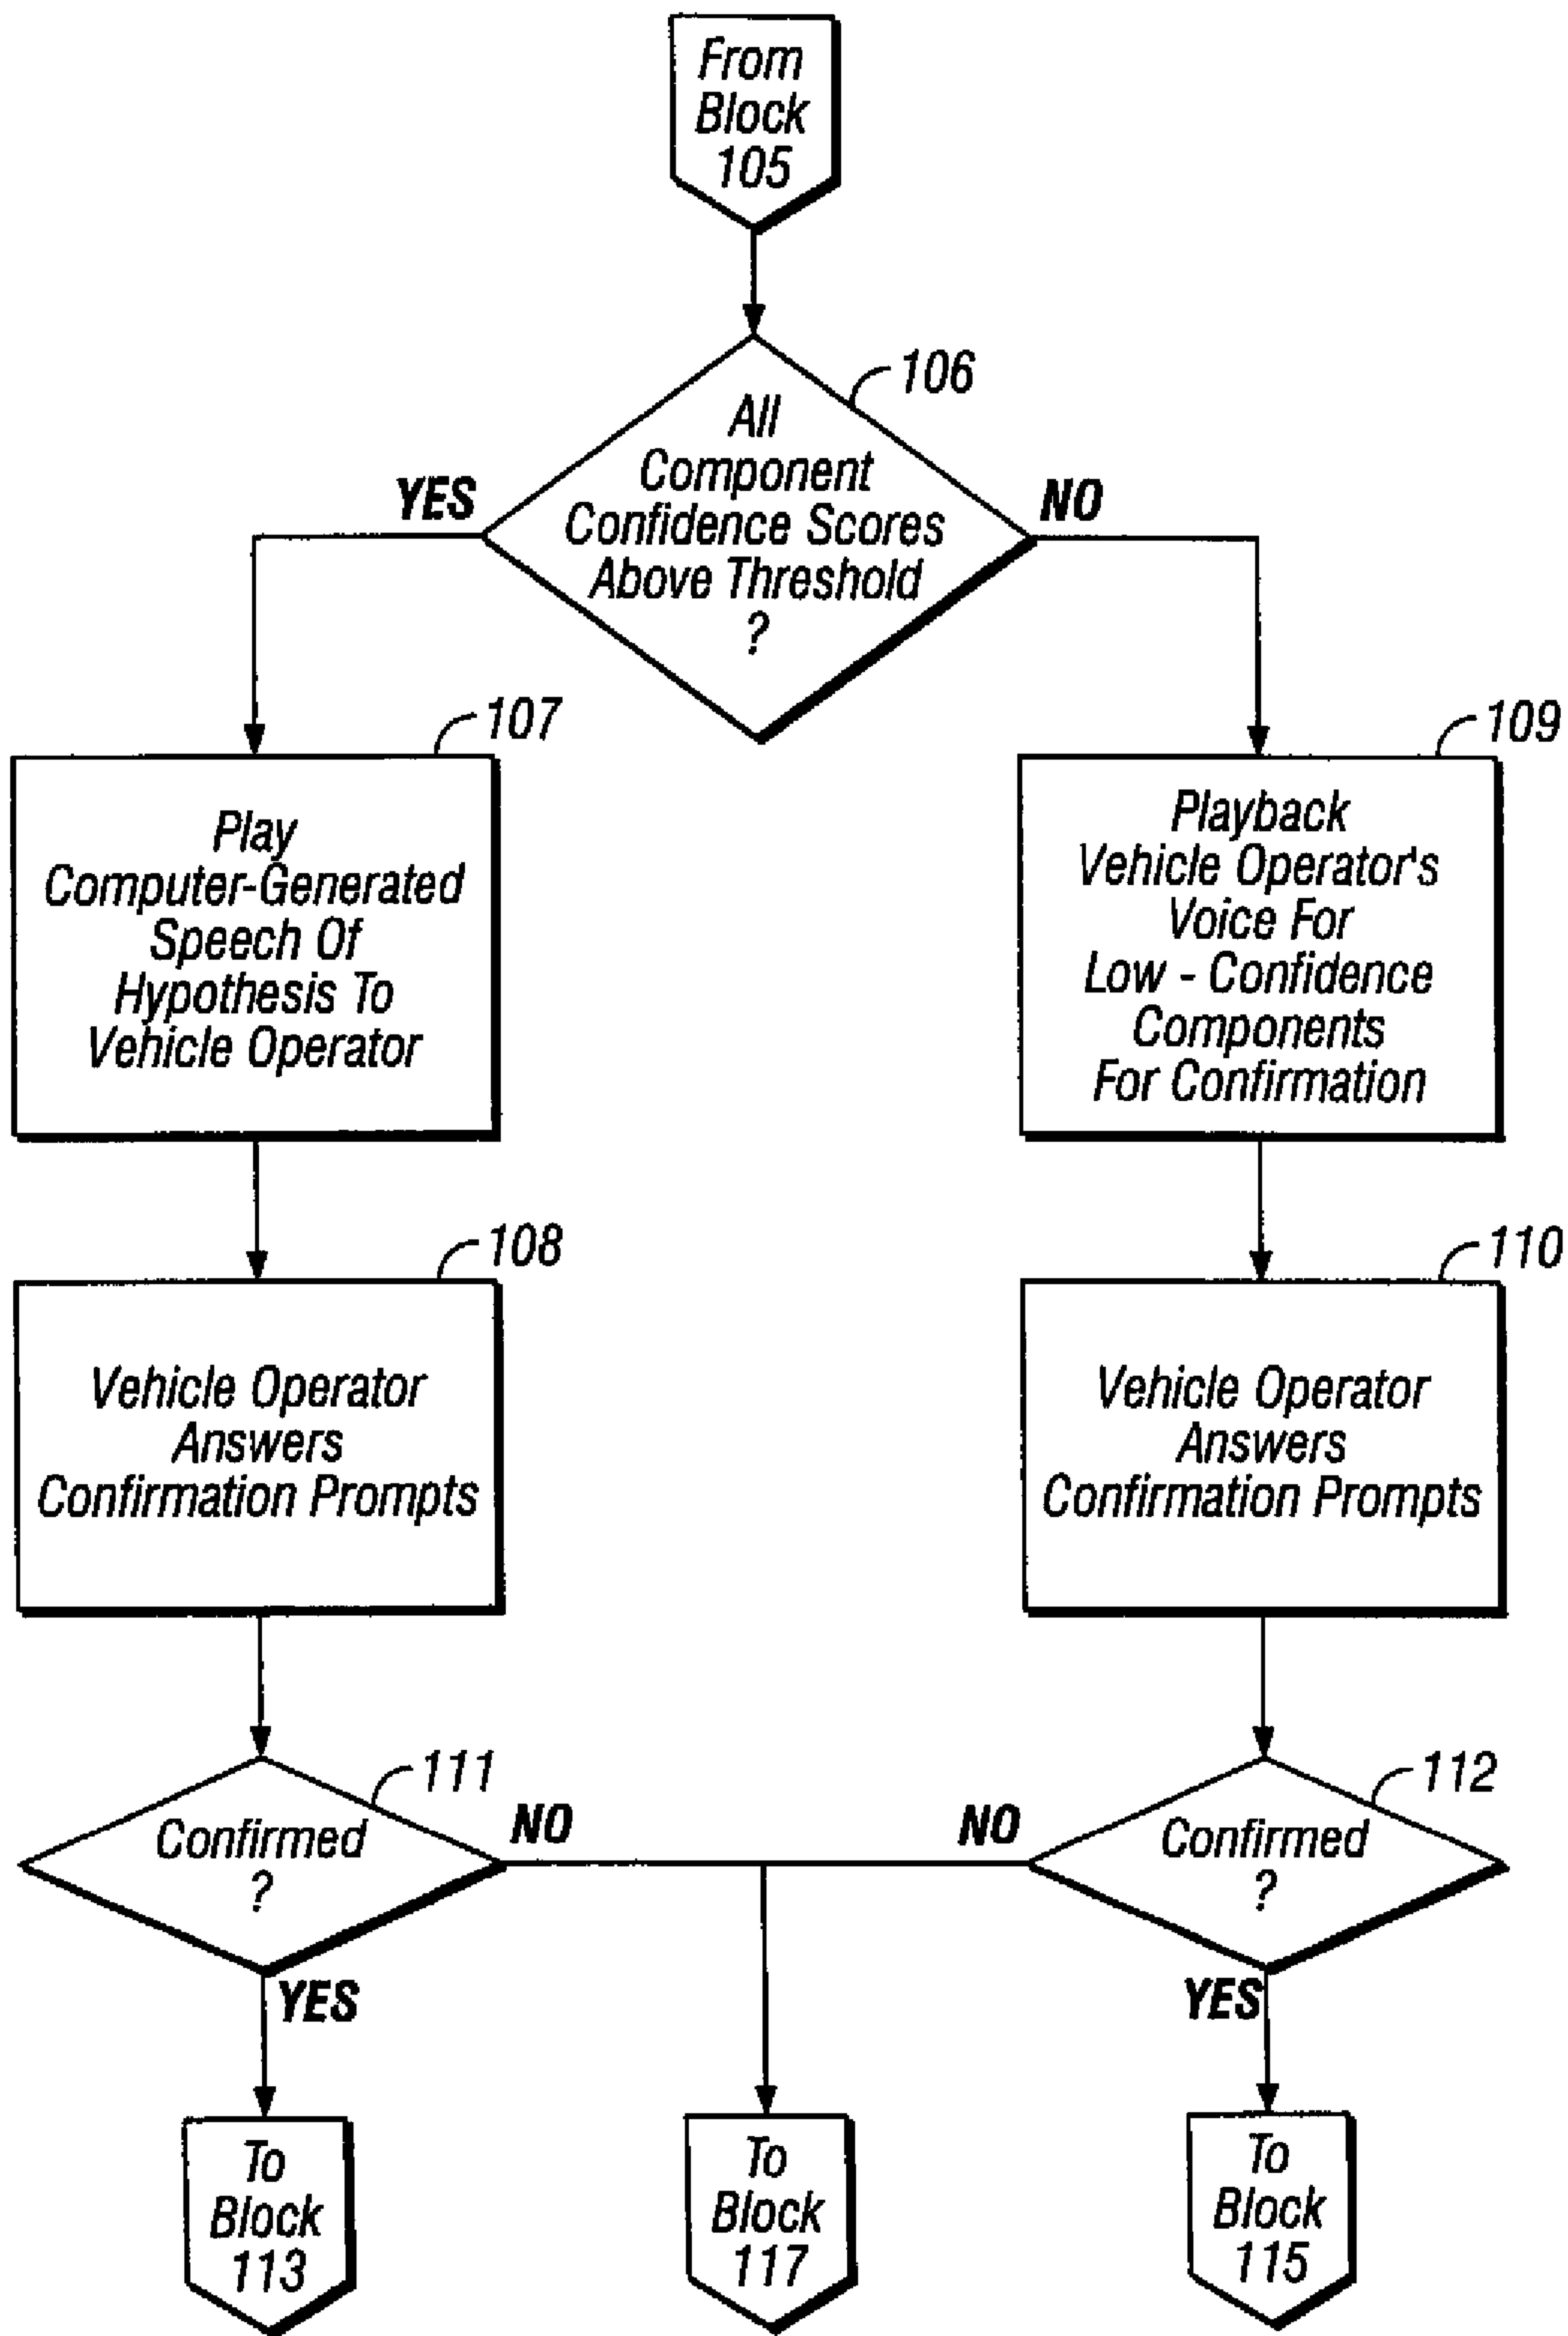 From
Block
105
106
All
Component
Confidence Scores
Above Threshold
?
YES
NO
107
Play
Computer-Generated
Speech Of
Hypothesis To
Vehicle Operator
109
Playback
Vehicle Operator's
Voice For
Low - Confidence
Components
For Confirmation
108
Vehicle Operator
Answers
Confirmation Prompts
110
Vehicle Operator
Answers
Confirmation Prompts
111
Confirmed
?
NO
YES
112
Confirmed
?
NO
YES
To
Block
113
To
Block
117
To
Block
115